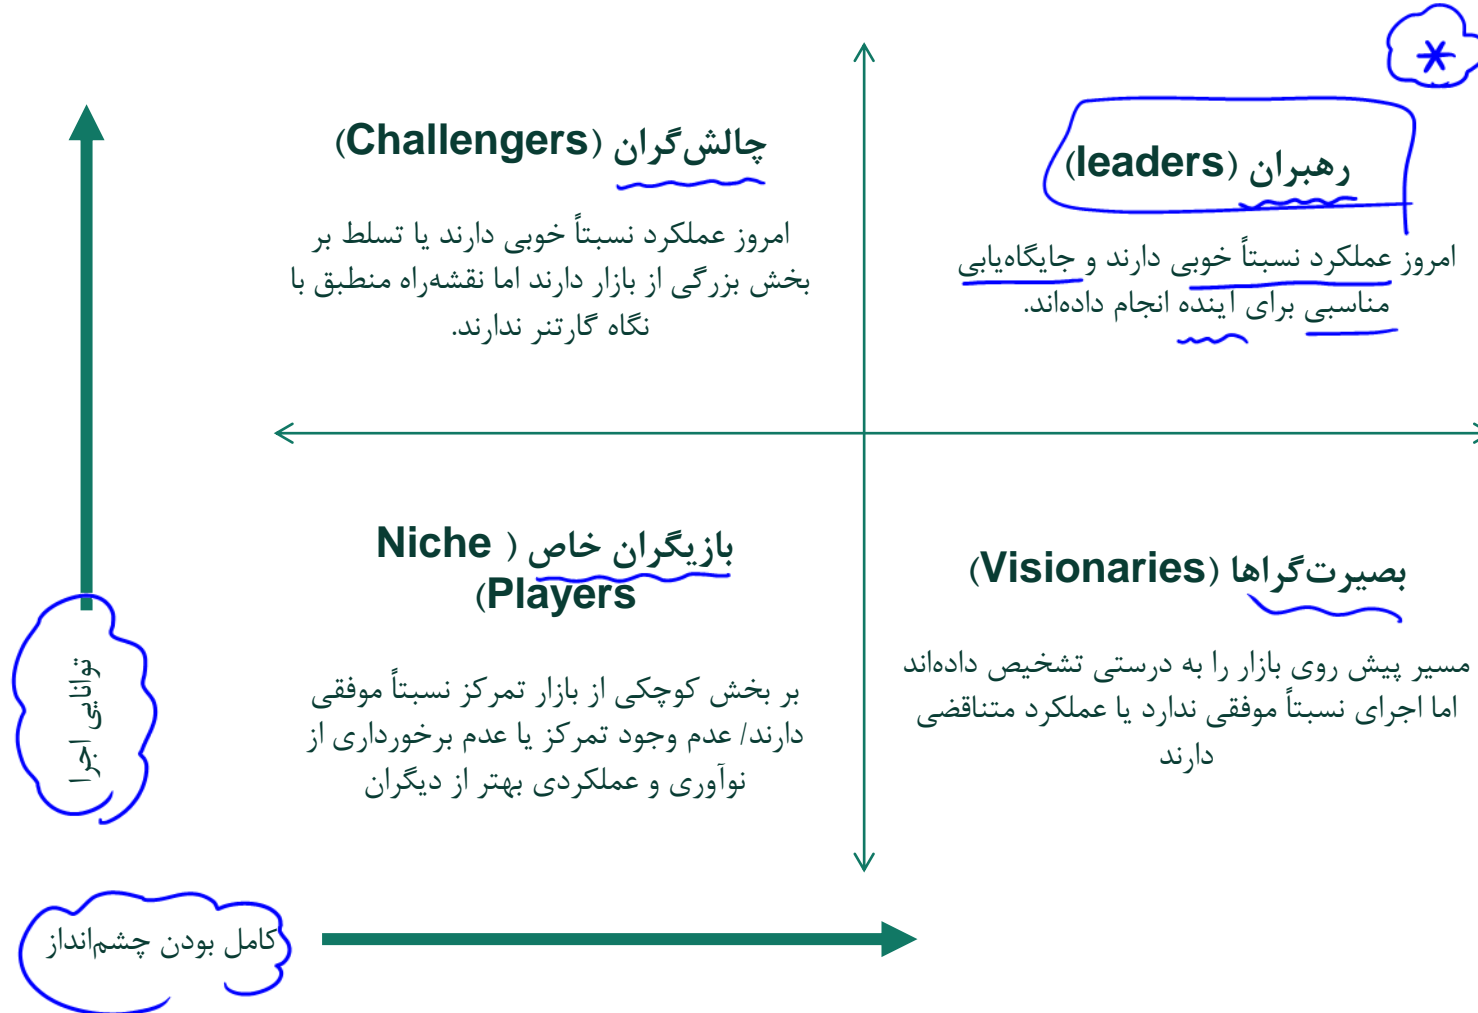 رهبران (leaders)
امروز عملکرد نسبتاً خوبی دارند و جایگاه‌یابی
مناسبی برای آینده انجام داده‌اند.
چالش‌گران (Challengers)
امروز عملکرد نسبتاً خوبی دارند یا تسلط بر
بخش بزرگی از بازار دارند اما نقشه‌راه منطبق با
نگاه گارتنر ندارند.
بصیرت‌گراها (Visionaries)
مسیر پیش روی بازار را به درستی تشخیص داده‌اند
اما اجرای نسبتاً موفقی ندارد یا عملکرد متناقضی
دارند
بازیگران خاص ( Niche
Players)
بر بخش کوچکی از بازار تمرکز نسبتاً موفقی
دارند/ عدم وجود تمرکز یا عدم برخورداری از
نوآوری و عملکردی بهتر از دیگران
توانایی اجرا
کامل بودن چشم‌انداز